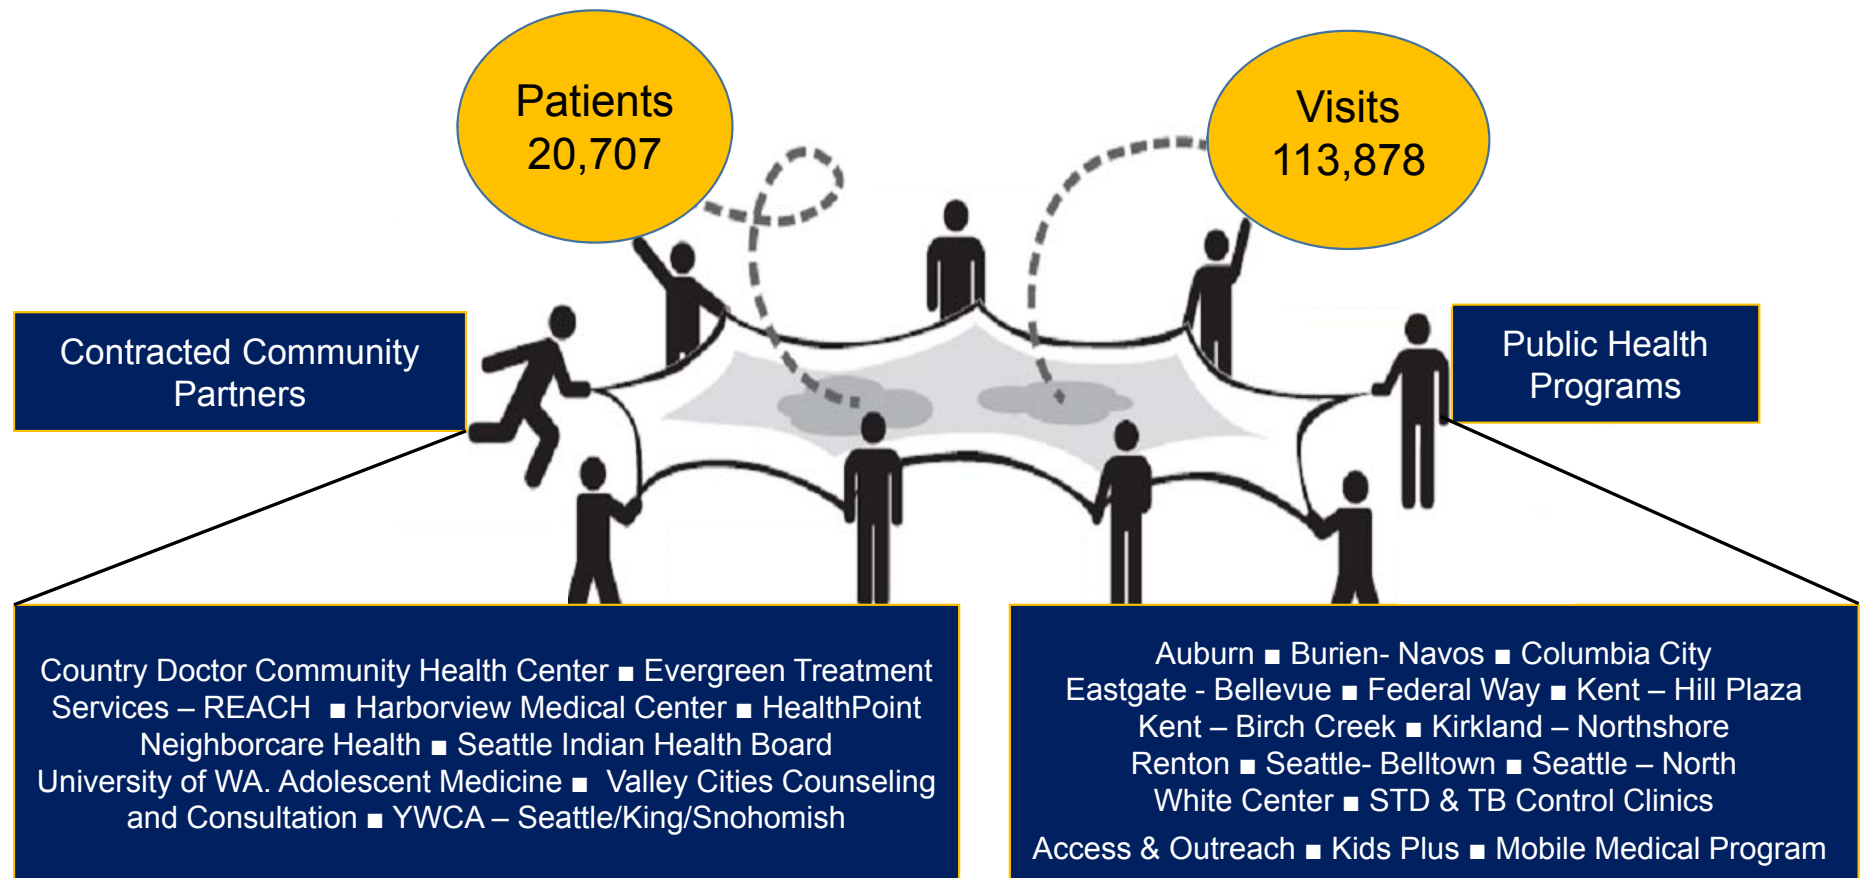 Patients
20,707
Visits
113,878
Contracted Community
Partners
Public Health
Programs
Country Doctor Community Health Center ■ Evergreen Treatment
Services – REACH ■ Harborview Medical Center ■ HealthPoint
Neighborcare Health ■ Seattle Indian Health Board
University of WA. Adolescent Medicine ■ Valley Cities Counseling
and Consultation ■ YWCA – Seattle/King/Snohomish
Auburn ■ Burien- Navos ■ Columbia City
Eastgate - Bellevue ■ Federal Way ■ Kent – Hill Plaza
Kent – Birch Creek ■ Kirkland – Northshore
Renton ■ Seattle- Belltown ■ Seattle – North
White Center ■ STD & TB Control Clinics
Access & Outreach ■ Kids Plus ■ Mobile Medical Program